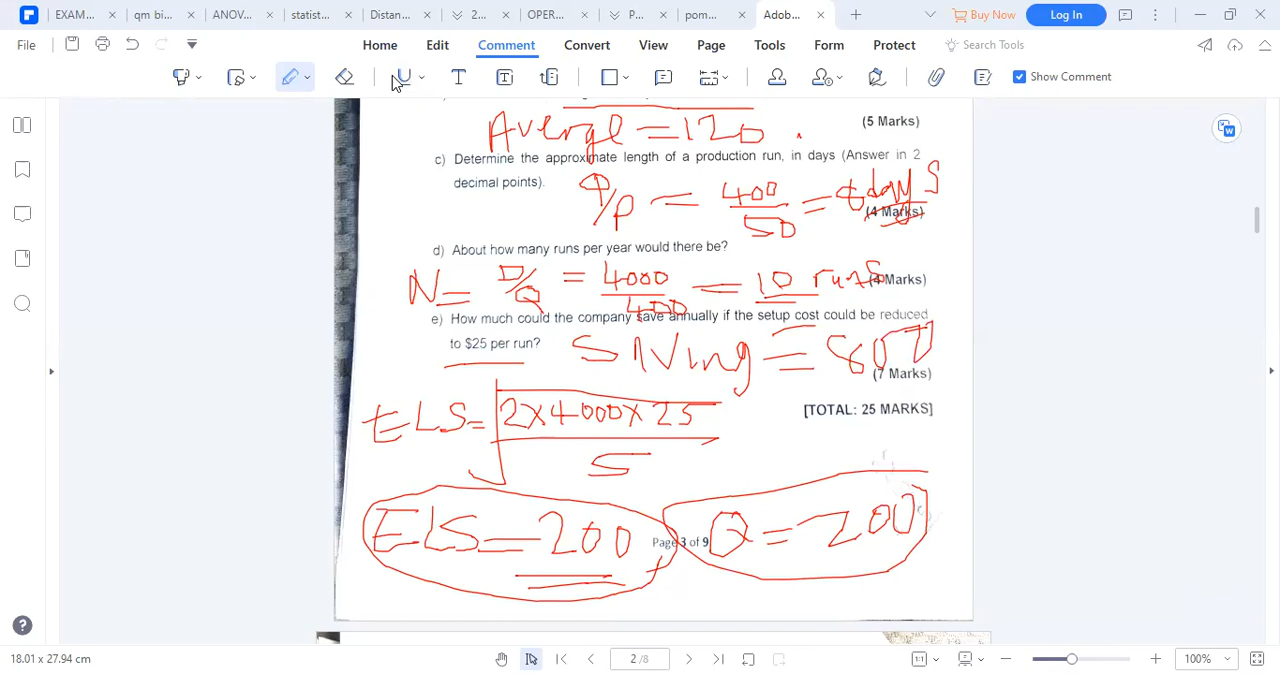 EXAM... qm bi... ANOV... statist... Distan... 2... OPER... P... pom... Adob... Buy Now Log In
File Home Edit Comment Convert View Page Tools Form Protect Search Tools
Show Comment
Avergl = 120 .
(5 Marks)
c) Determine the approximate length of a production run, in days (Answer in 2
decimal points).
Q/p = 400/50 = 8 days
(4 Marks)
d) About how many runs per year would there be?
N = D/Q = 4000/400 = 10 runs
(4 Marks)
e) How much could the company save annually if the setup cost could be reduced
to $25 per run?
SAVing = 800
(7 Marks)
ELS = √2x4000x25/5
[TOTAL: 25 MARKS]
ELS = 200
Page 3 of 9
Q = 200
18.01 x 27.94 cm 2 /8 1:1 100%